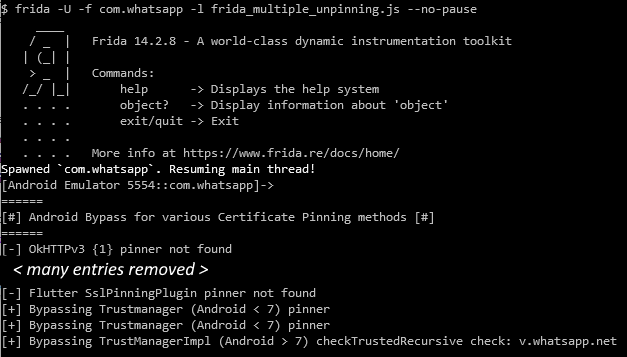 $ frida -U -f com.whatsapp -l frida_multiple_unpinning.js --no-pause
     ____
    / _  |   Frida 14.2.8 - A world-class dynamic instrumentation toolkit
   | (_| |
    > _  |   Commands:
   /_/ |_|       help      -> Displays the help system
   . . . .       object?   -> Display information about 'object'
   . . . .       exit/quit -> Exit
   . . . .
   . . . .   More info at https://www.frida.re/docs/home/
Spawned `com.whatsapp`. Resuming main thread!
[Android Emulator 5554::com.whatsapp]->
======
[#] Android Bypass for various Certificate Pinning methods [#]
======
[-] OkHTTPv3 {1} pinner not found
< many entries removed >
[-] Flutter SslPinningPlugin pinner not found
[+] Bypassing Trustmanager (Android < 7) pinner
[+] Bypassing Trustmanager (Android < 7) pinner
[+] Bypassing TrustManagerImpl (Android > 7) checkTrustedRecursive check: v.whatsapp.net